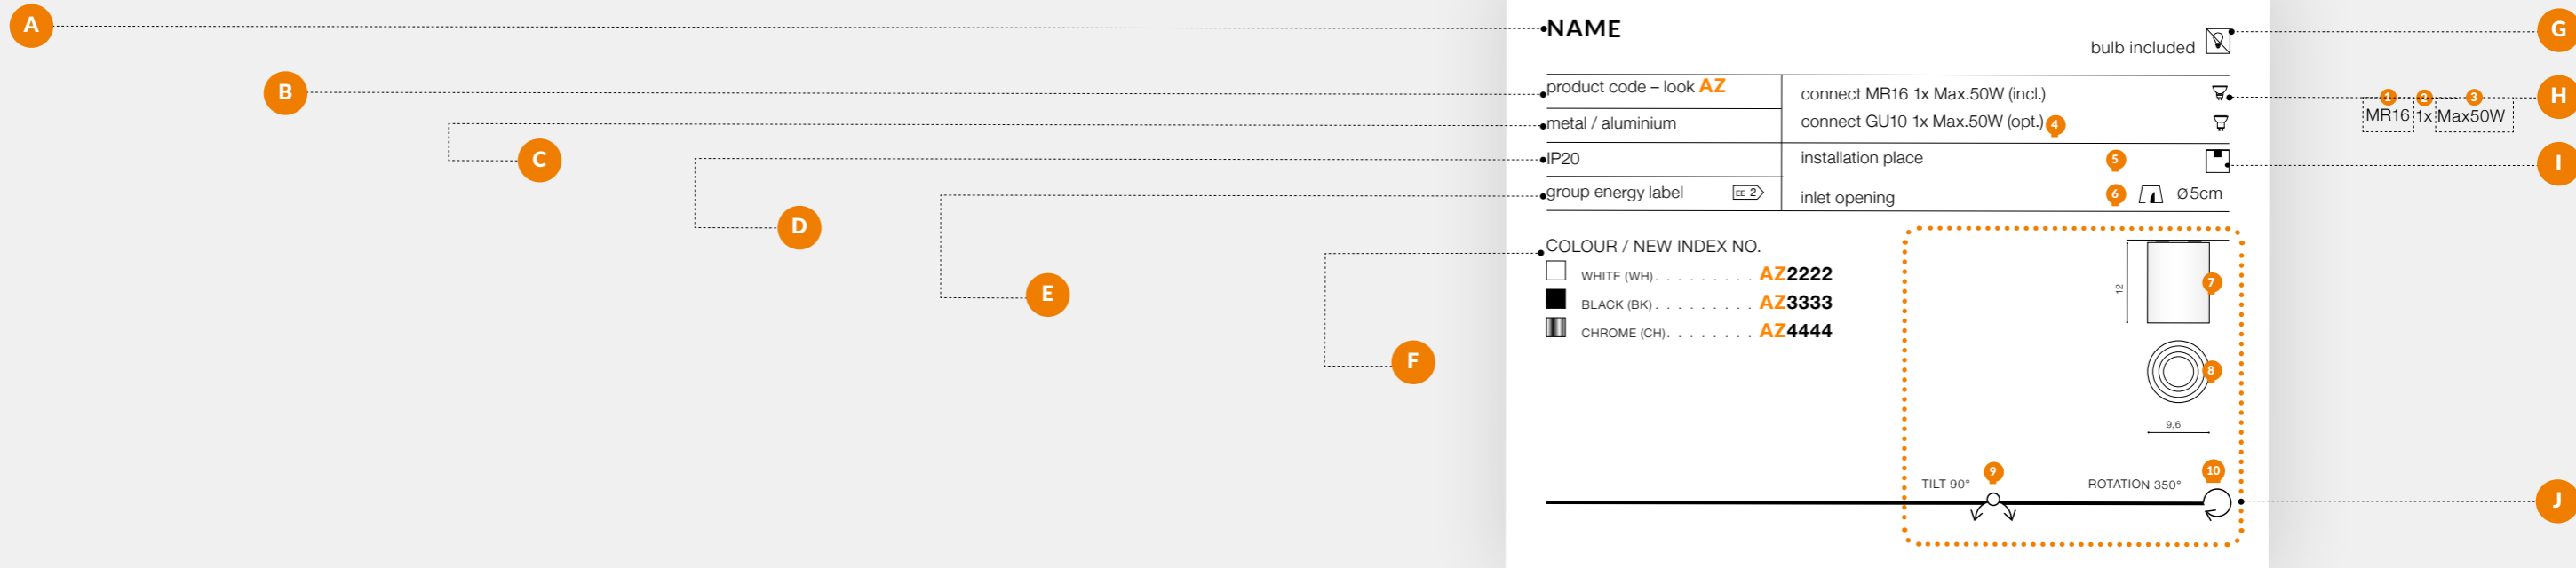 A
NAME
bulb included
G
B
product code – look AZ
connect MR16 1x Max.50W (incl.)
H
1 2 3
MR16 1x Max50W
C
metal / aluminium
connect GU10 1x Max.50W (opt.) 4
D
IP20
installation place 5
I
E
group energy label EE 2
inlet opening 6 Ø5cm
F
COLOUR / NEW INDEX NO.
WHITE (WH). . . . . . . . . AZ2222
BLACK (BK). . . . . . . . . AZ3333
CHROME (CH). . . . . . . . AZ4444
12
7
8
9,6
TILT 90° 9
ROTATION 350° 10
J